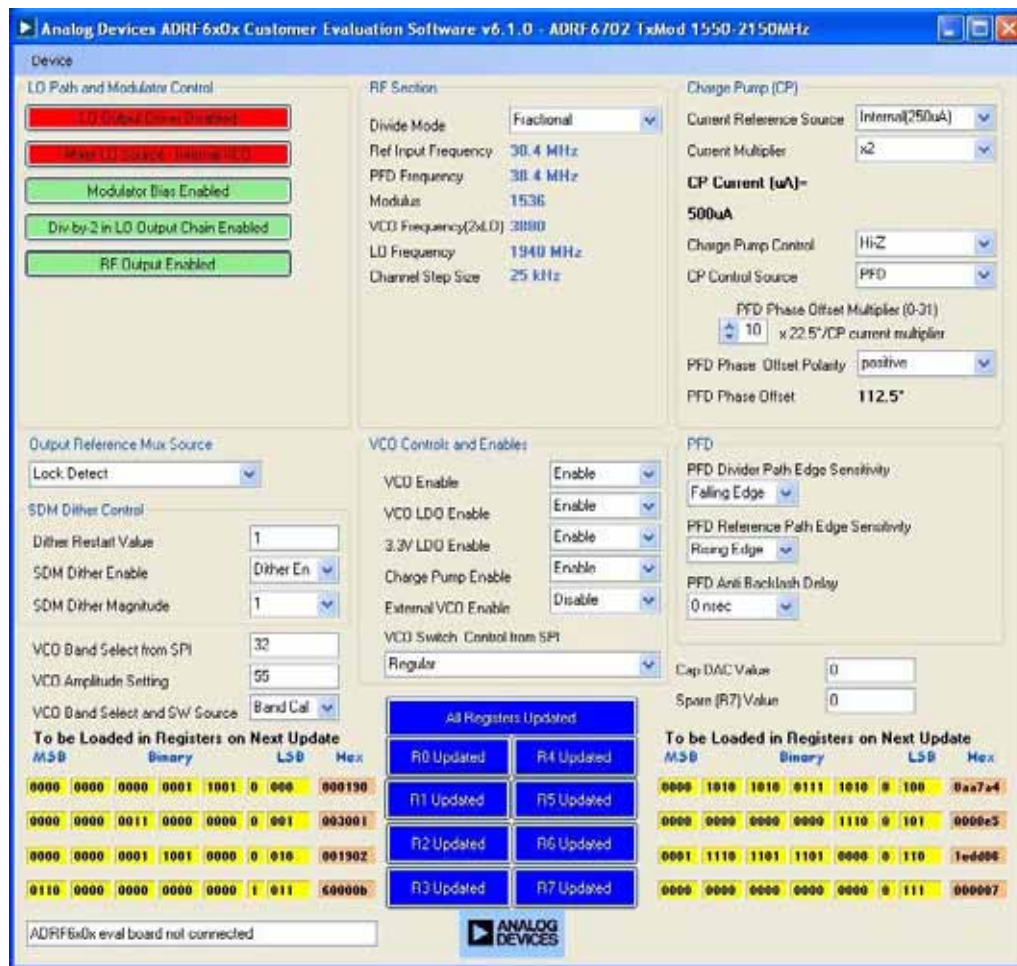 Analog Devices ADRF6x0x Customer Evaluation Software v6.1.0 - ADRF6702 TxMod 1550-2150MHz
Device
LO Path and Modulator Control
LO Output Driver Disabled
Modulator Bias Enabled
Div-by-2 in LO Output Chain Enabled
RF Output Enabled
RF Section
Divide Mode Fractional
Ref Input Frequency 38.4 MHz
PFD Frequency 38.4 MHz
Modulus 1536
VCO Frequency(2xLO) 3880
LO Frequency 1940 MHz
Channel Step Size 25 kHz
Charge Pump (CP)
Current Reference Source Internal(250uA)
Current Multiplier x2
CP Current (uA)=
500uA
Charge Pump Control Hi-Z
CP Control Source PFD
PFD Phase Offset Multiplier (0-31)
10 x 22.5°/CP current multiplier
PFD Phase Offset Polarity positive
PFD Phase Offset 112.5°
Output Reference Mux Source
Lock Detect
SDM Dither Control
Dither Restart Value 1
SDM Dither Enable Dither En
SDM Dither Magnitude 1
VCO Band Select from SPI 32
VCO Amplitude Setting 55
VCO Band Select and SW Source Band Cal
VCO Controls and Enables
VCO Enable Enable
VCO LDO Enable Enable
3.3V LDO Enable Enable
Charge Pump Enable Enable
External VCO Enable Disable
VCO Switch Control from SPI
Regular
PFD
PFD Divider Path Edge Sensitivity
Falling Edge
PFD Reference Path Edge Sensitivity
Rising Edge
PFD Anti Backlash Delay
0 nsec
Cap DAC Value 0
Spare (R7) Value 0
To be Loaded in Registers on Next Update
MSB Binary LSB Hex
0000 0000 0000 0001 1001 0 000 000190
0000 0000 0011 0000 0000 0 001 003001
0000 0000 0001 1001 0000 0 010 001902
0110 0000 0000 0000 0000 1 011 60000b
All Registers Updated
R0 Updated R4 Updated
R1 Updated R5 Updated
R2 Updated R6 Updated
R3 Updated R7 Updated
To be Loaded in Registers on Next Update
MSB Binary LSB Hex
0000 1010 1010 0111 1010 0 100 0aa7a4
0000 0000 0000 0000 1110 0 101 0000e5
0001 1110 1101 1101 0000 0 110 1edd06
0000 0000 0000 0000 0000 0 111 000007
ADRF6x0x eval board not connected
ANALOG DEVICES